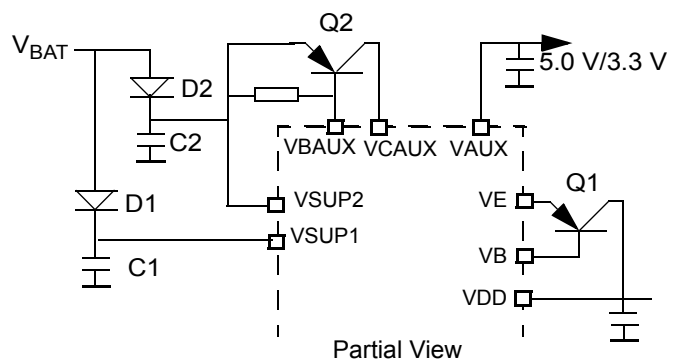 Q2
VBAT
5.0 V/3.3 V
D2
C2
VBAUX
VCAUX
VAUX
Q1
D1
VSUP2
VE
VSUP1
VB
C1
VDD
Partial View